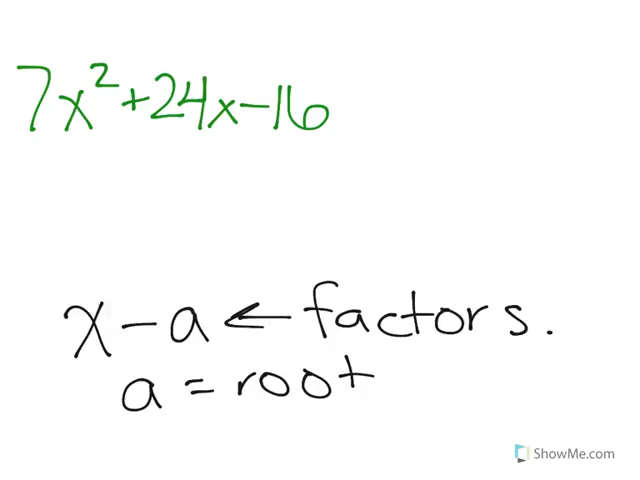 7x²+24x-16
x-a ← factors.
a = root
ShowMe.com